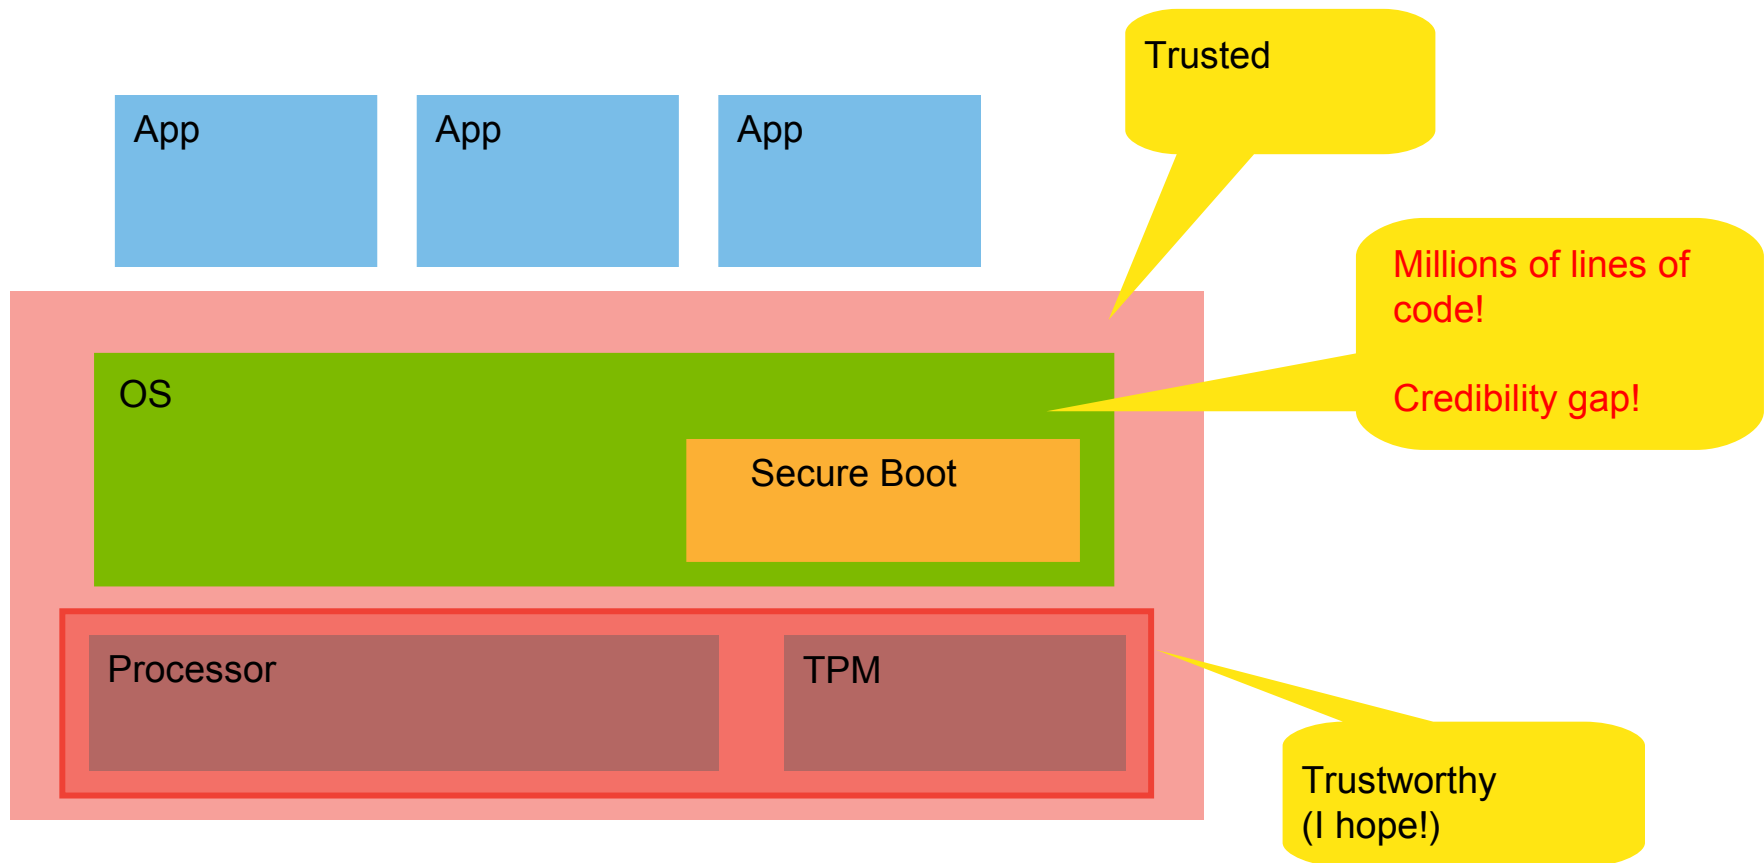 Trusted
App
App
App
Millions of lines of
code!
Credibility gap!
OS
Secure Boot
Processor
TPM
Trustworthy
(I hope!)